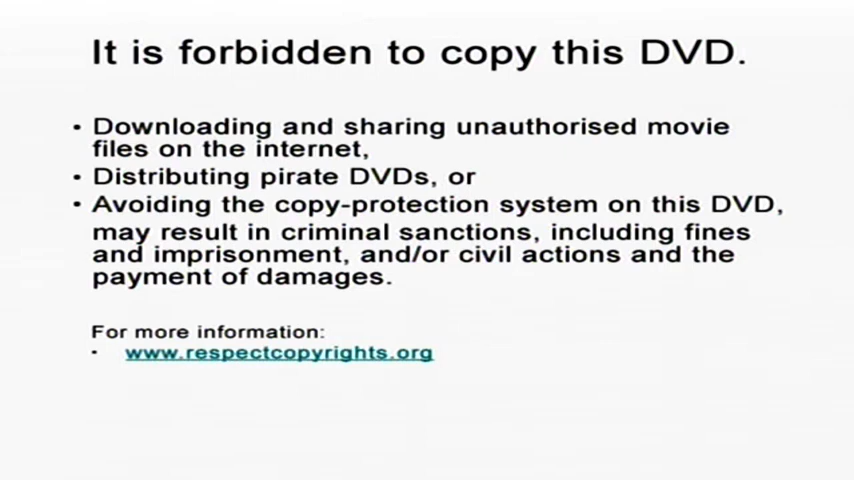 It is forbidden to copy this DVD.
• Downloading and sharing unauthorised movie
files on the internet,
• Distributing pirate DVDs, or
• Avoiding the copy-protection system on this DVD,
may result in criminal sanctions, including fines
and imprisonment, and/or civil actions and the
payment of damages.
For more information:
• www.respectcopyrights.org